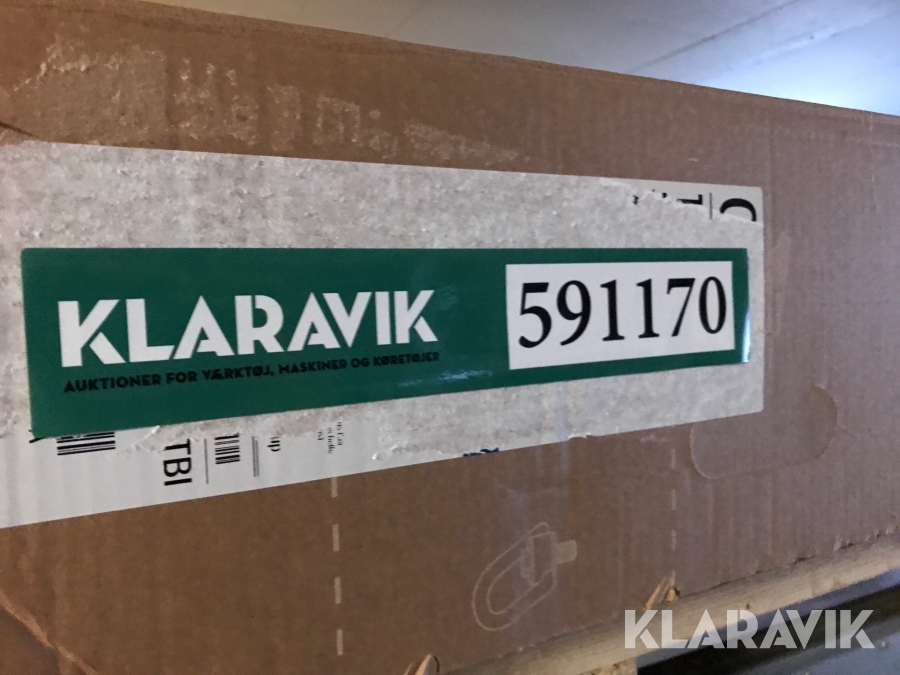 KLARAVIK
AUKTIONER FOR VÆRKTØJ, MASKINER OG KØRETØJER
591170
TBI
KLARAVIK